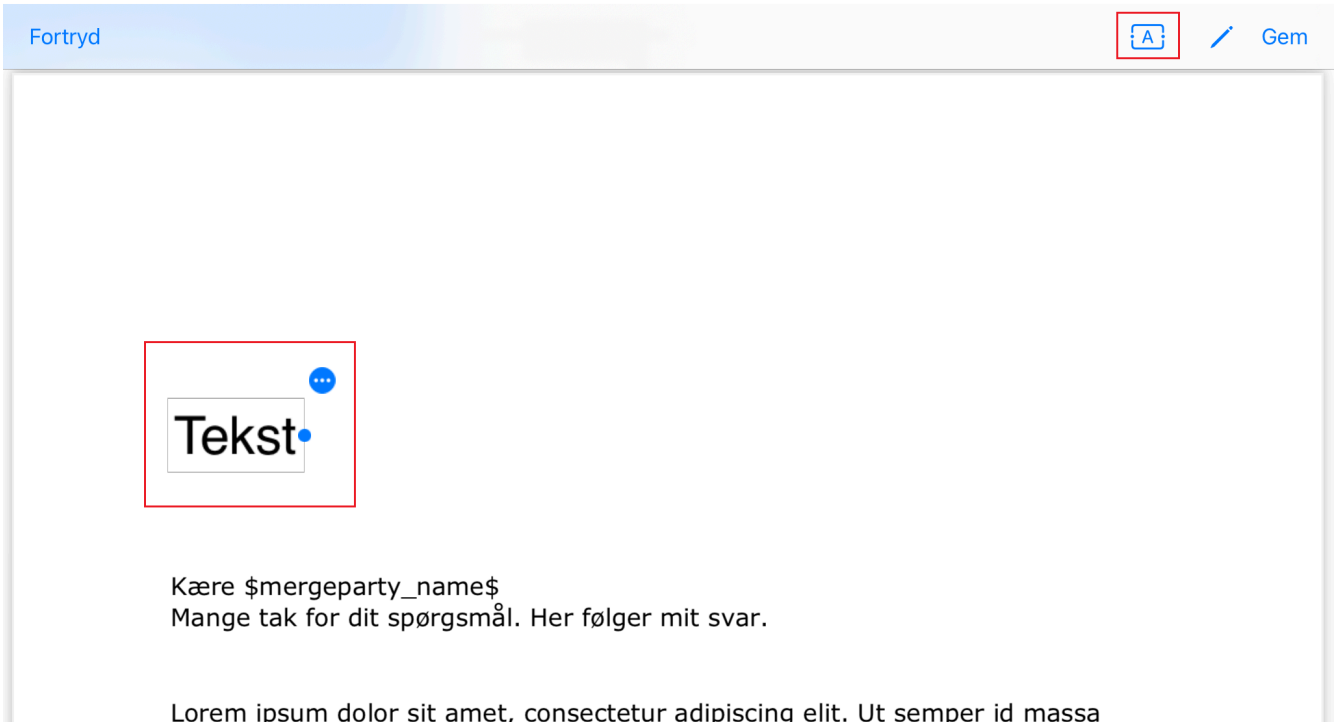 Fortryd
A
Gem
Tekst
Kære $mergeparty_name$
Mange tak for dit spørgsmål. Her følger mit svar.
Lorem ipsum dolor sit amet, consectetur adipiscing elit. Ut semper id massa